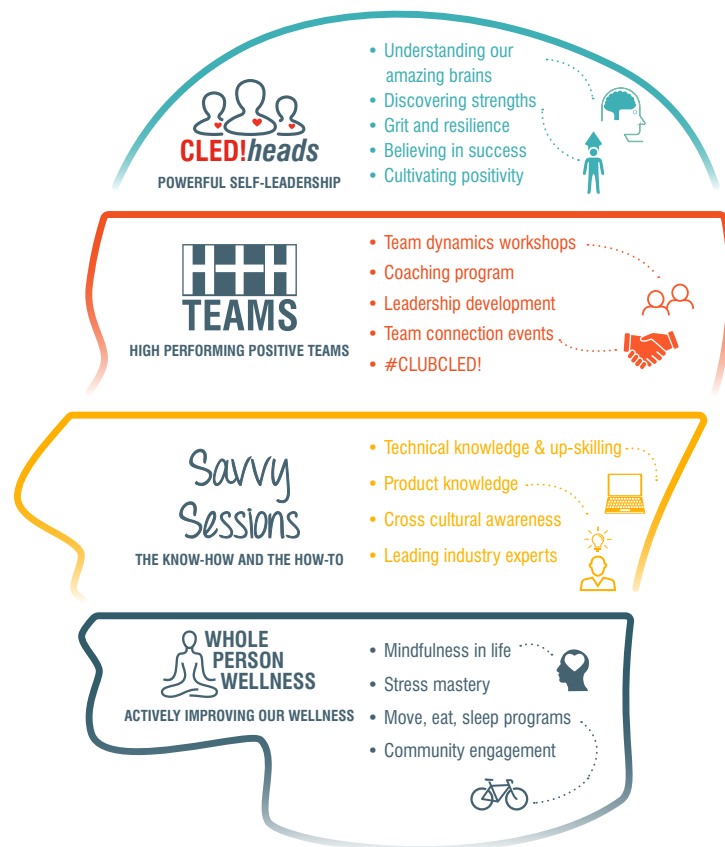 CLED!heads
POWERFUL SELF-LEADERSHIP
• Understanding our
amazing brains
• Discovering strengths
• Grit and resilience
• Believing in success
• Cultivating positivity
TEAMS
HIGH PERFORMING POSITIVE TEAMS
• Team dynamics workshops
• Coaching program
• Leadership development
• Team connection events
• #CLUBCLED!
Savvy
Sessions
THE KNOW-HOW AND THE HOW-TO
• Technical knowledge & up-skilling
• Product knowledge
• Cross cultural awareness
• Leading industry experts
WHOLE
PERSON
WELLNESS
ACTIVELY IMPROVING OUR WELLNESS
• Mindfulness in life
• Stress mastery
• Move, eat, sleep programs
• Community engagement